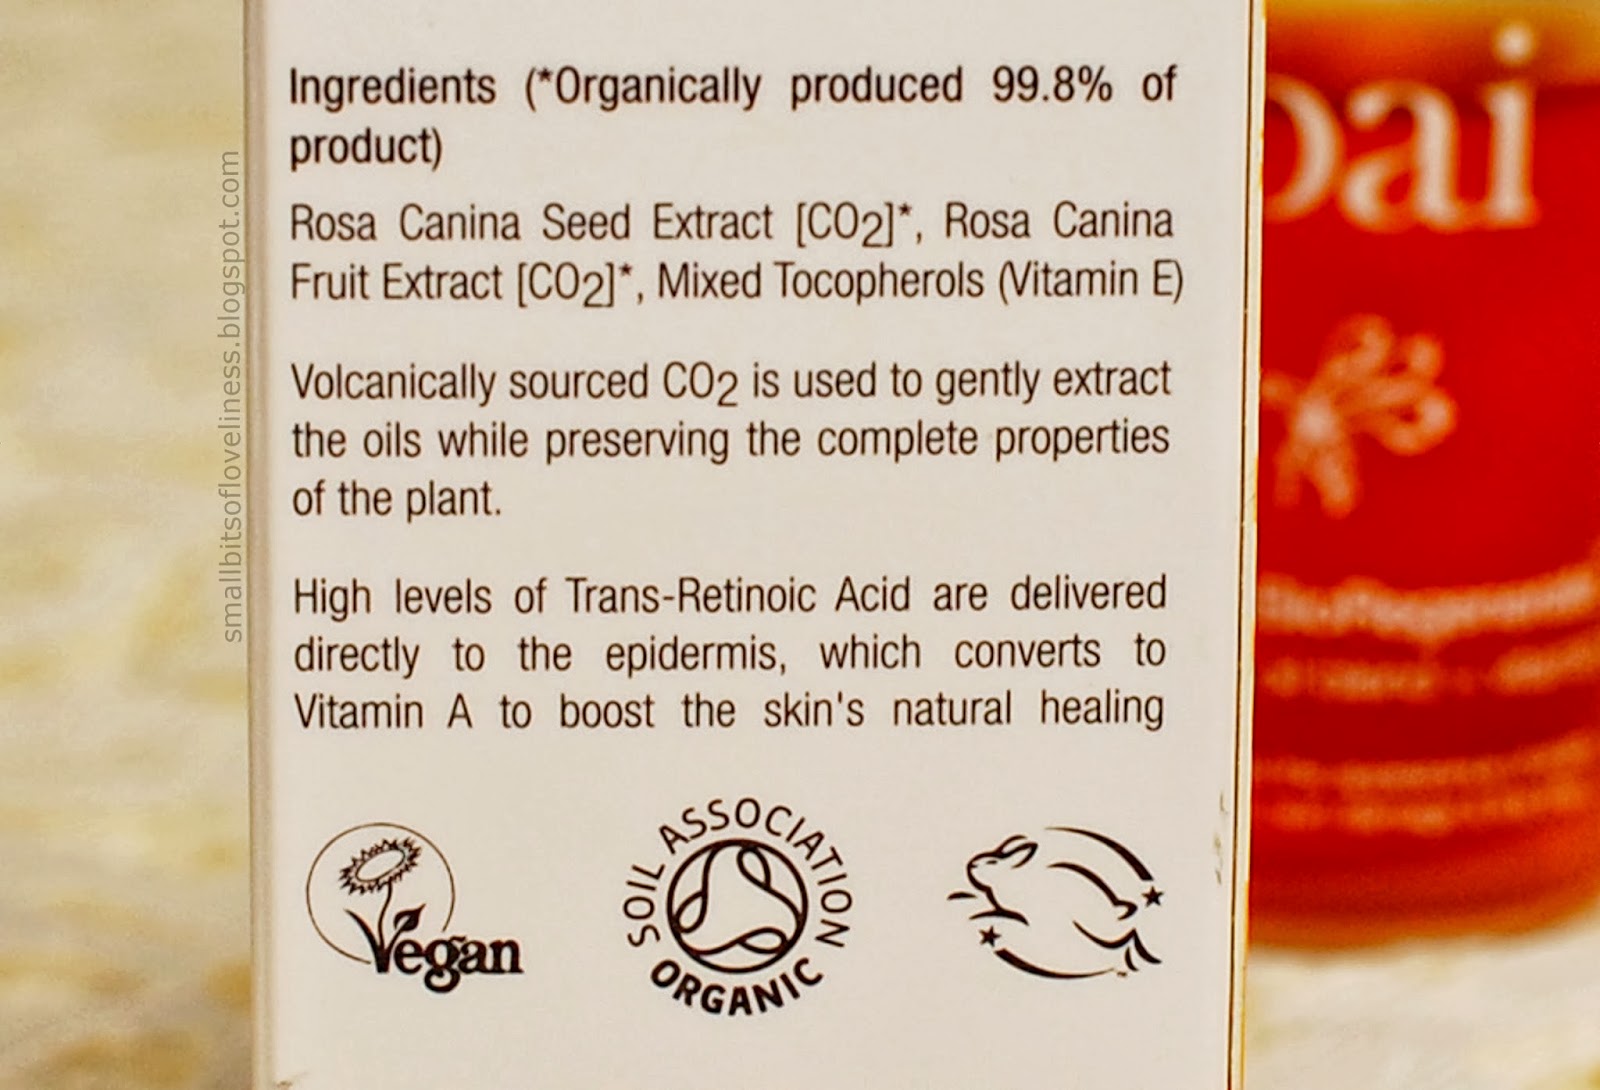 Ingredients (*Organically produced 99.8% of
product)
Rosa Canina Seed Extract [CO2]*, Rosa Canina
Fruit Extract [CO2]*, Mixed Tocopherols (Vitamin E)
Volcanically sourced CO2 is used to gently extract
the oils while preserving the complete properties
of the plant.
High levels of Trans-Retinoic Acid are delivered
directly to the epidermis, which converts to
Vitamin A to boost the skin's natural healing
Vegan
SOIL ASSOCIATION
ORGANIC
pai
smallbitsofloveliness.blogspot.com